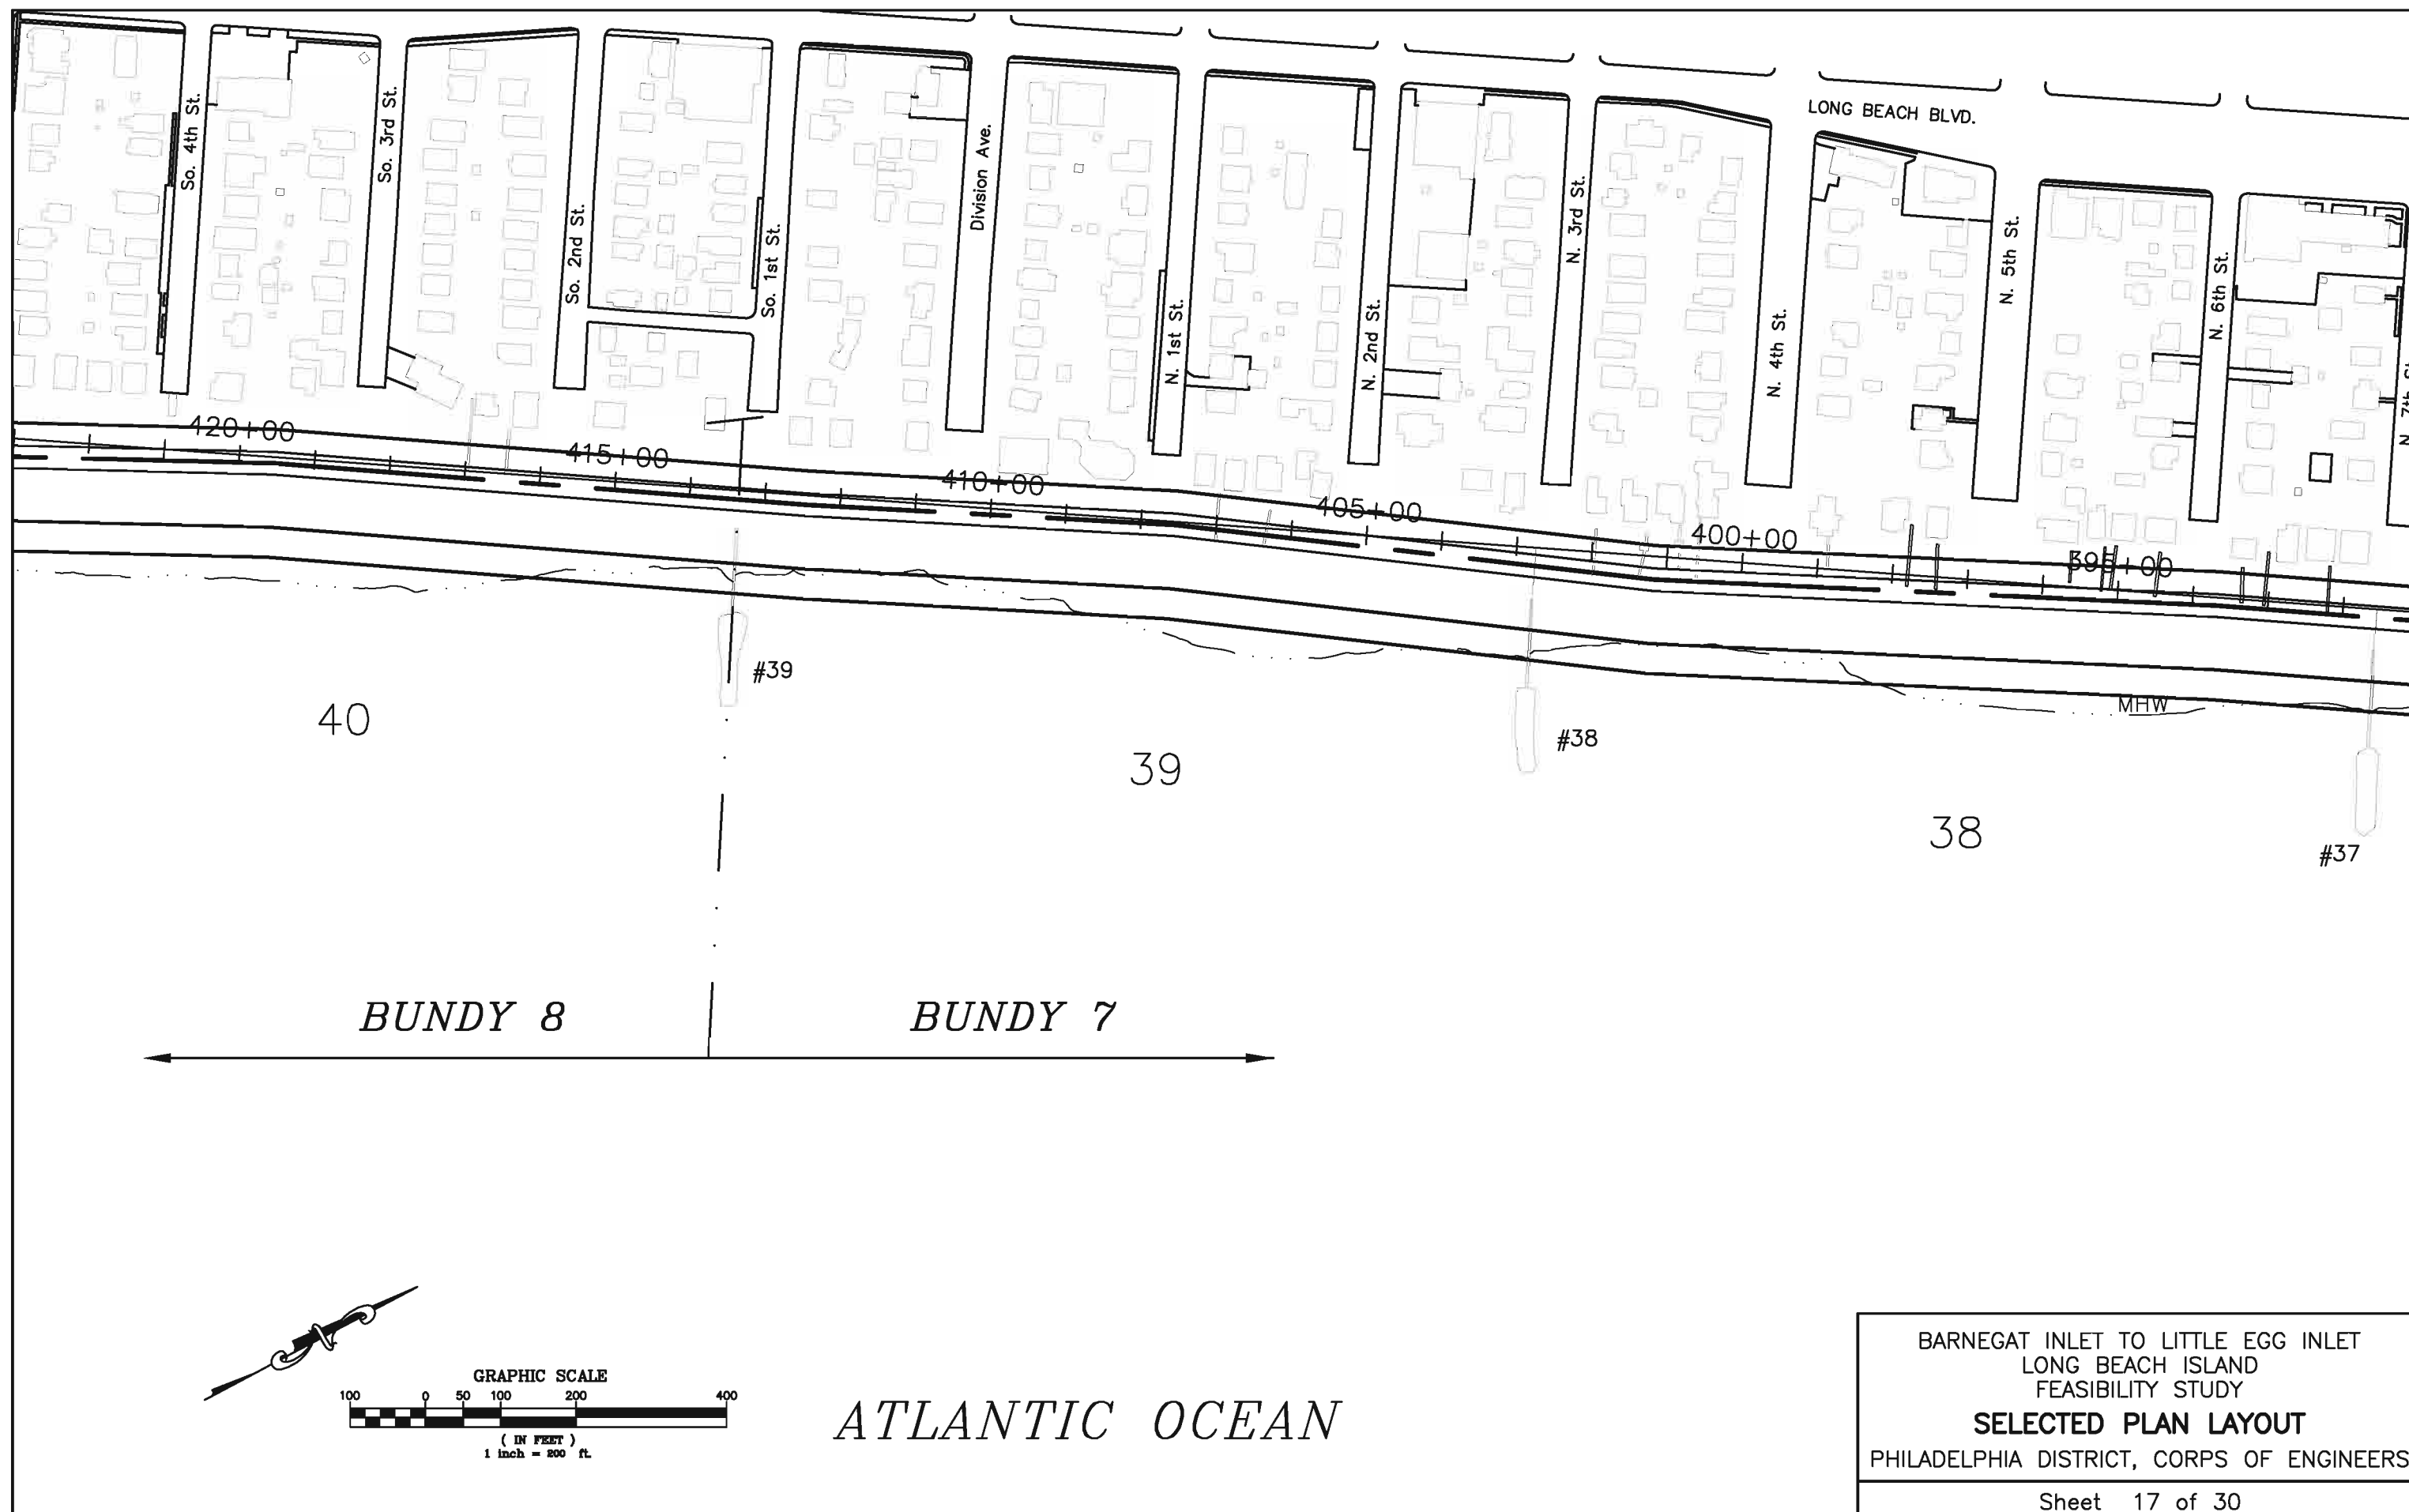 LONG BEACH BLVD.
So. 4th St.
So. 3rd St.
So. 2nd St.
So. 1st St.
Division Ave.
N. 1st St.
N. 2nd St.
N. 3rd St.
N. 4th St.
N. 5th St.
N. 6th St.
N. 7th St.
420+00
415+00
410+00
405+00
400+00
395+00
MHW
#39
#38
#37
40
39
38
BUNDY 8
BUNDY 7
GRAPHIC SCALE
100 0 50 100 200 400
( IN FEET )
1 inch = 200 ft.
ATLANTIC OCEAN
BARNEGAT INLET TO LITTLE EGG INLET
LONG BEACH ISLAND
FEASIBILITY STUDY
SELECTED PLAN LAYOUT
PHILADELPHIA DISTRICT, CORPS OF ENGINEERS
Sheet 17 of 30